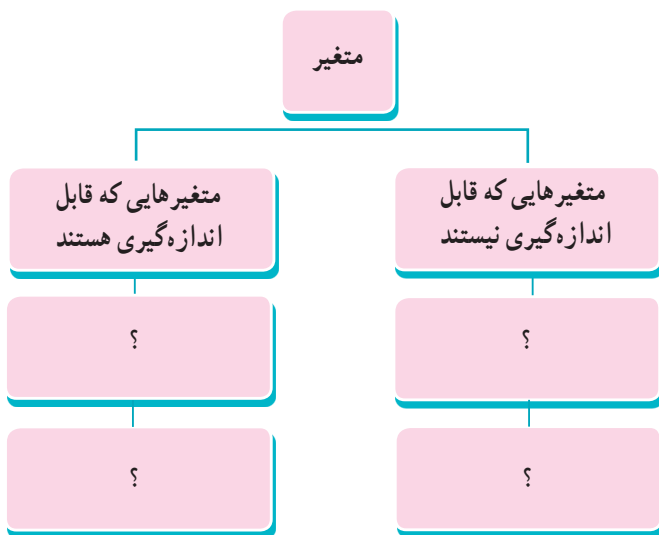 متغیر
متغیرهایی که قابل
اندازه‌گیری نیستند
متغیرهایی که قابل
اندازه‌گیری هستند
؟
؟
؟
؟